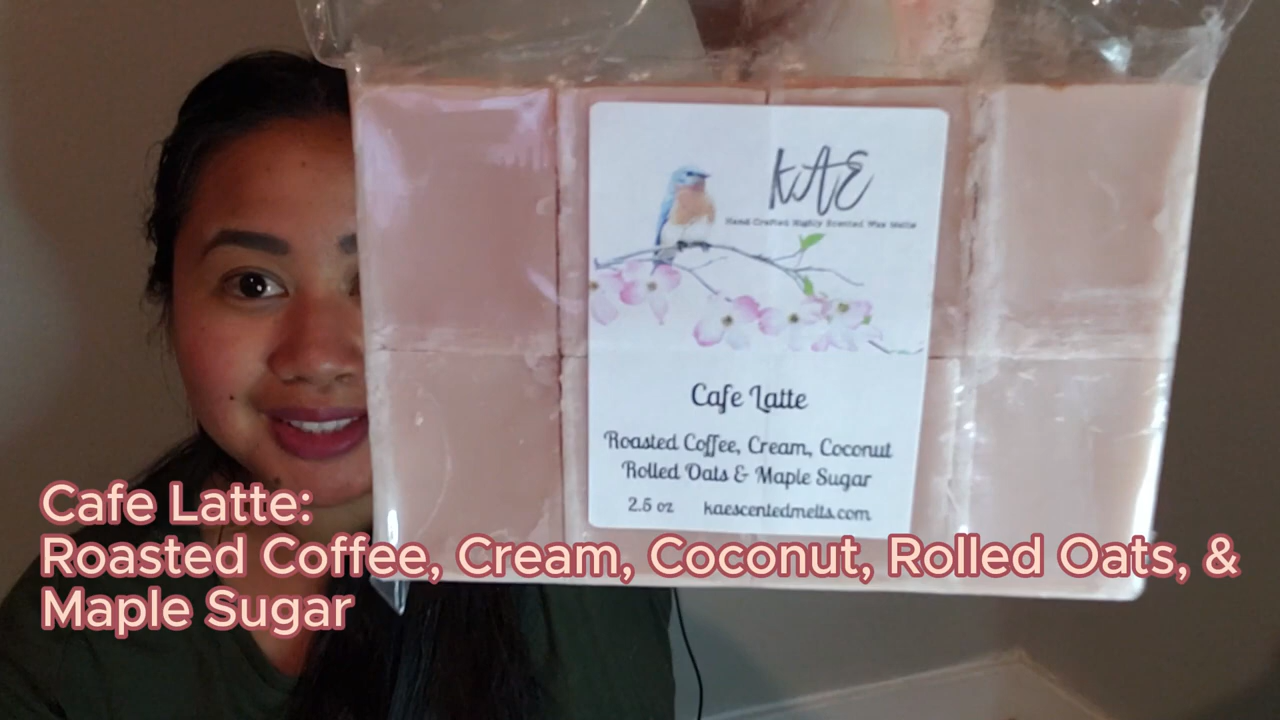 KAE
Hand Crafted Highly Scented Wax Melts
Cafe Latte
Roasted Coffee, Cream, Coconut
Rolled Oats & Maple Sugar
2.5 oz kaescentedmelts.com
Cafe Latte:
Roasted Coffee, Cream, Coconut, Rolled Oats, &
Maple Sugar